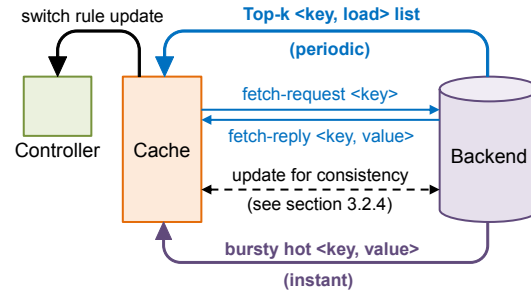 switch rule update
Top-k <key, load> list
(periodic)
fetch-request <key>
fetch-reply <key, value>
Controller
Cache
Backend
update for consistency
(see section 3.2.4)
bursty hot <key, value>
(instant)